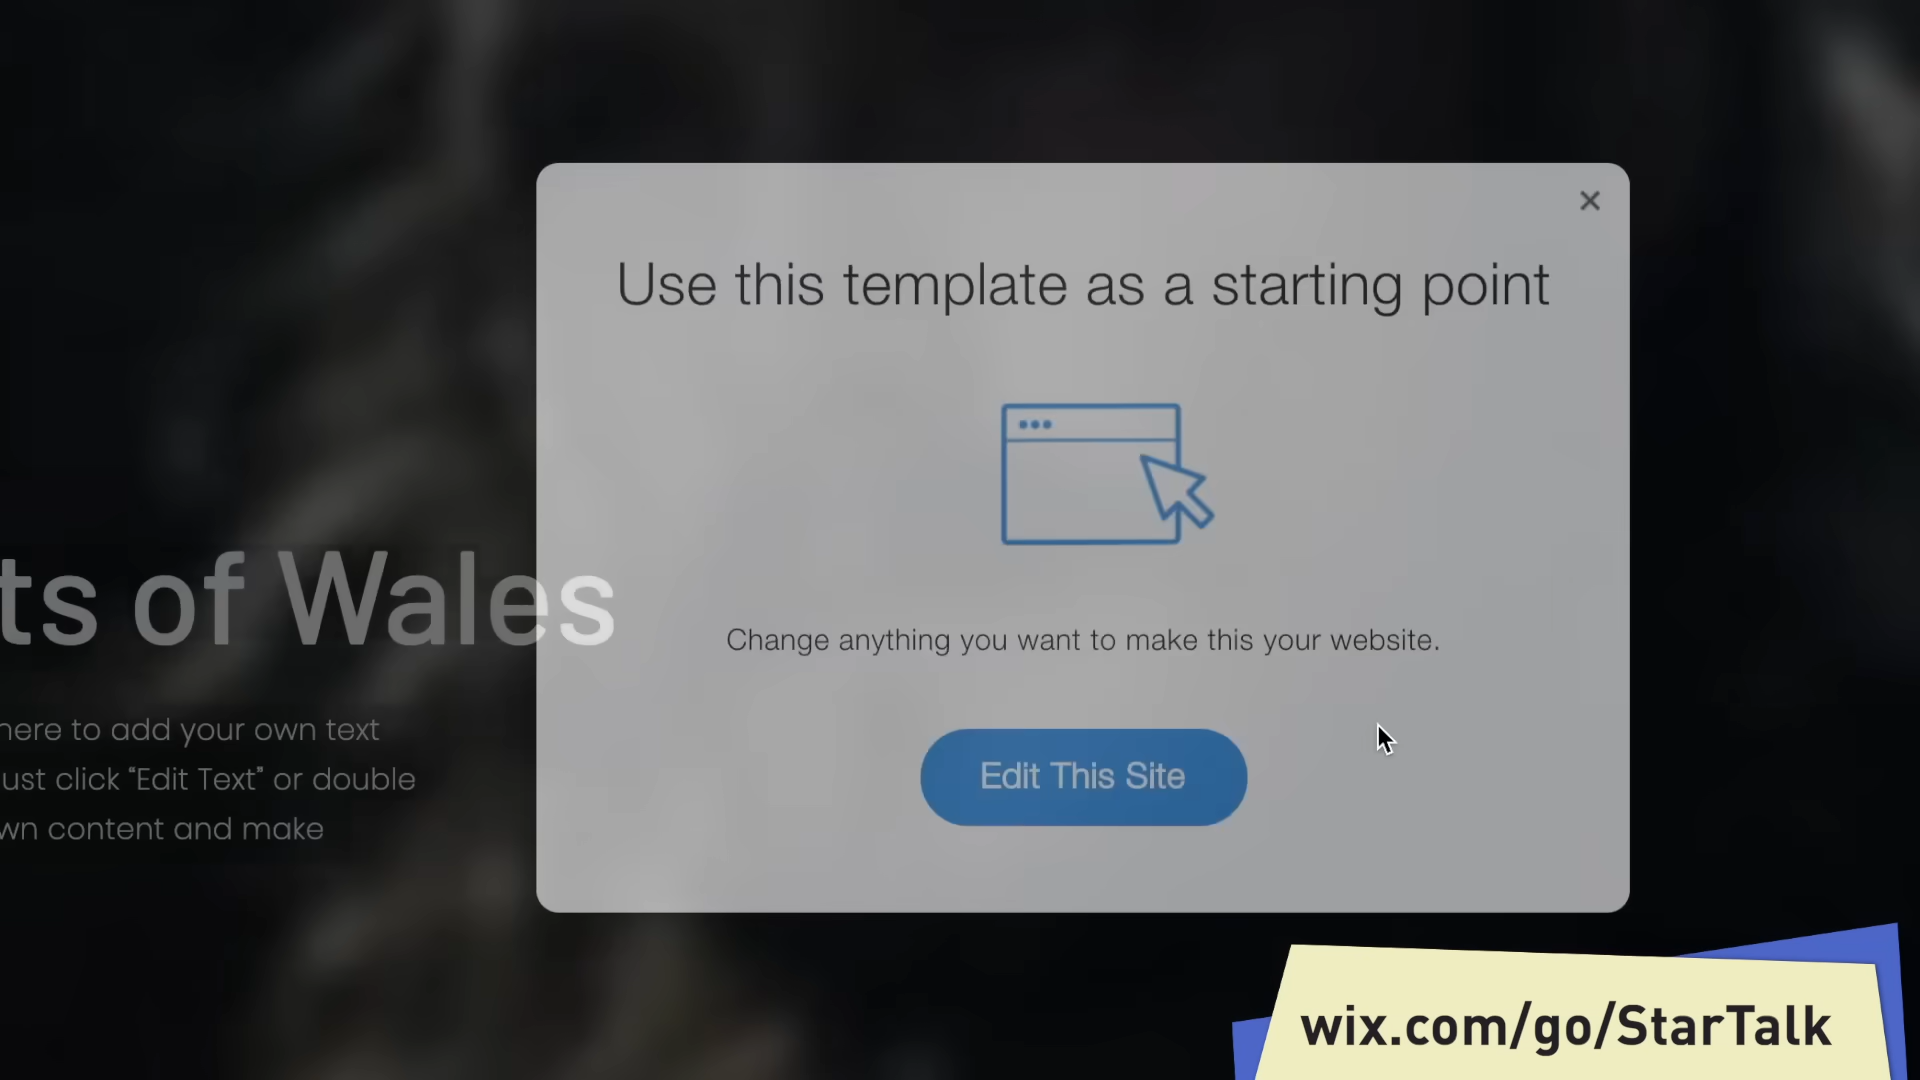 Use this template as a starting point
ts of Wales
Change anything you want to make this your website.
here to add your own text
ust click “Edit Text” or double
wn content and make
Edit This Site
wix.com/go/StarTalk